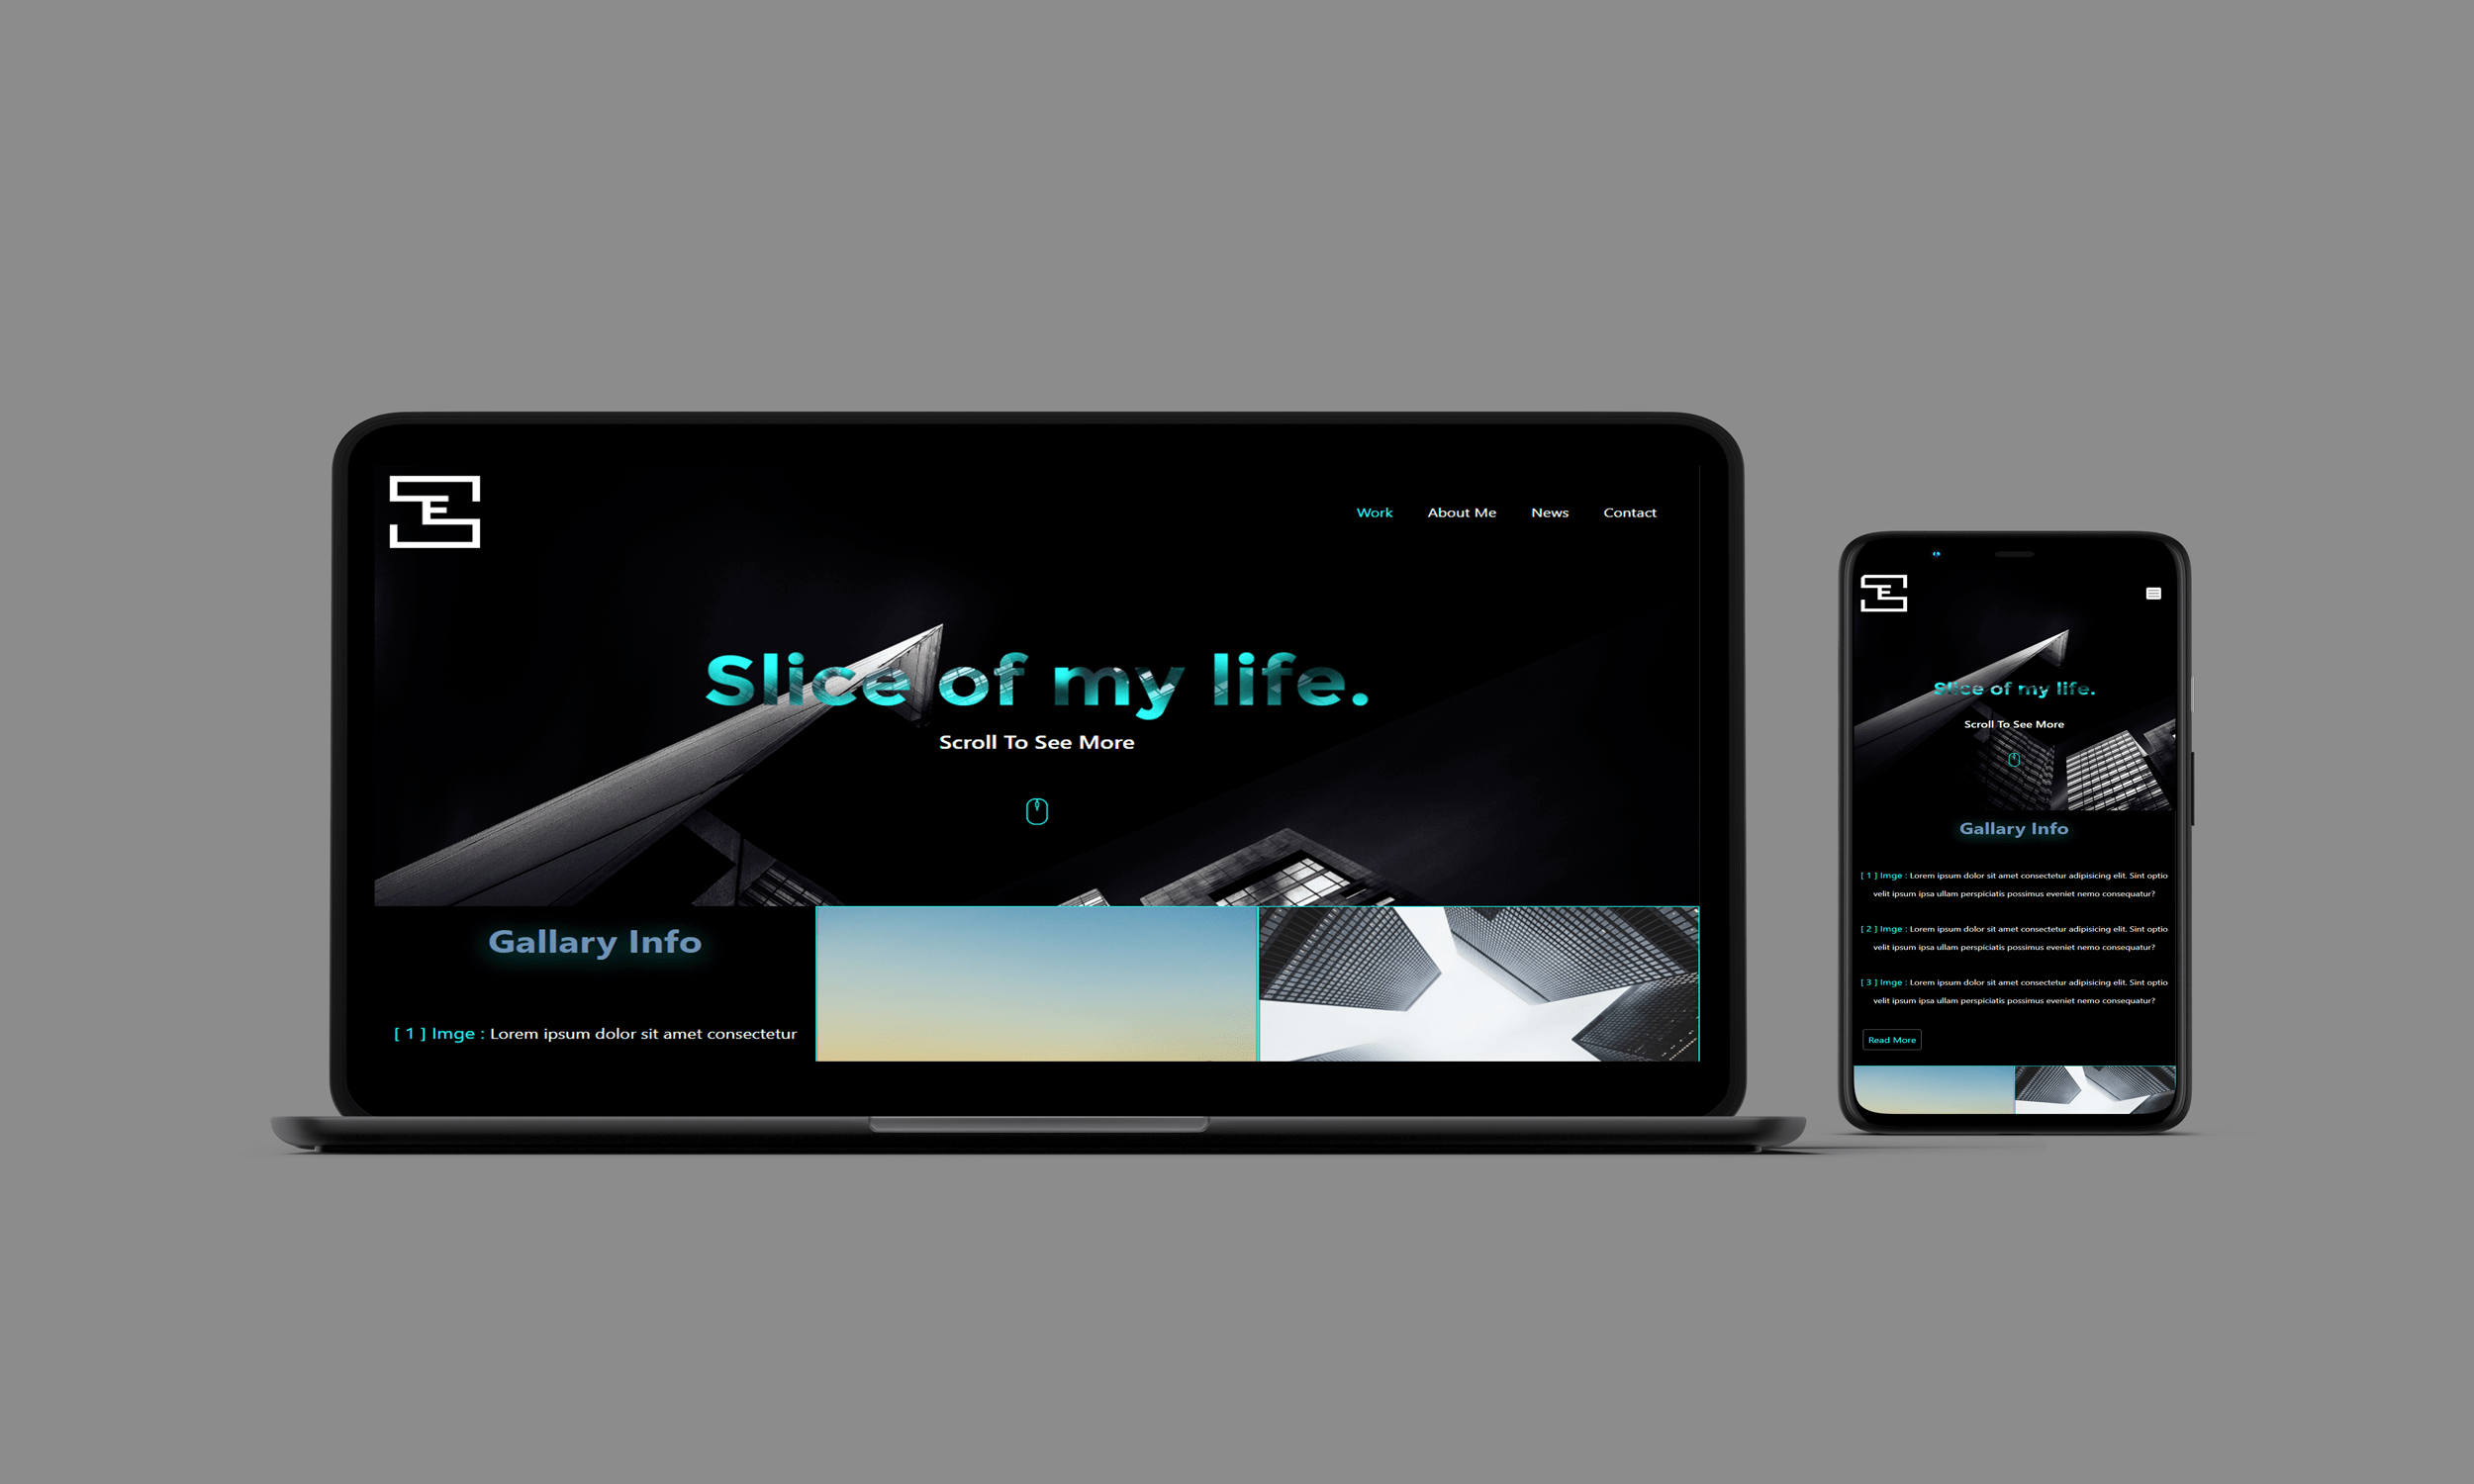 Work About Me News Contact
Slice of my life.
Scroll To See More
Gallary Info
[ 1 ] Imge : Lorem ipsum dolor sit amet consectetur
Slice of my life.
Scroll To See More
Gallary Info
[ 1 ] Imge : Lorem ipsum dolor sit amet consectetur adipisicing elit. Sint optio
velit ipsum ipsa ullam perspiciatis possimus eveniet nemo consequatur?
[ 2 ] Imge : Lorem ipsum dolor sit amet consectetur adipisicing elit. Sint optio
velit ipsum ipsa ullam perspiciatis possimus eveniet nemo consequatur?
[ 3 ] Imge : Lorem ipsum dolor sit amet consectetur adipisicing elit. Sint optio
velit ipsum ipsa ullam perspiciatis possimus eveniet nemo consequatur?
Read More